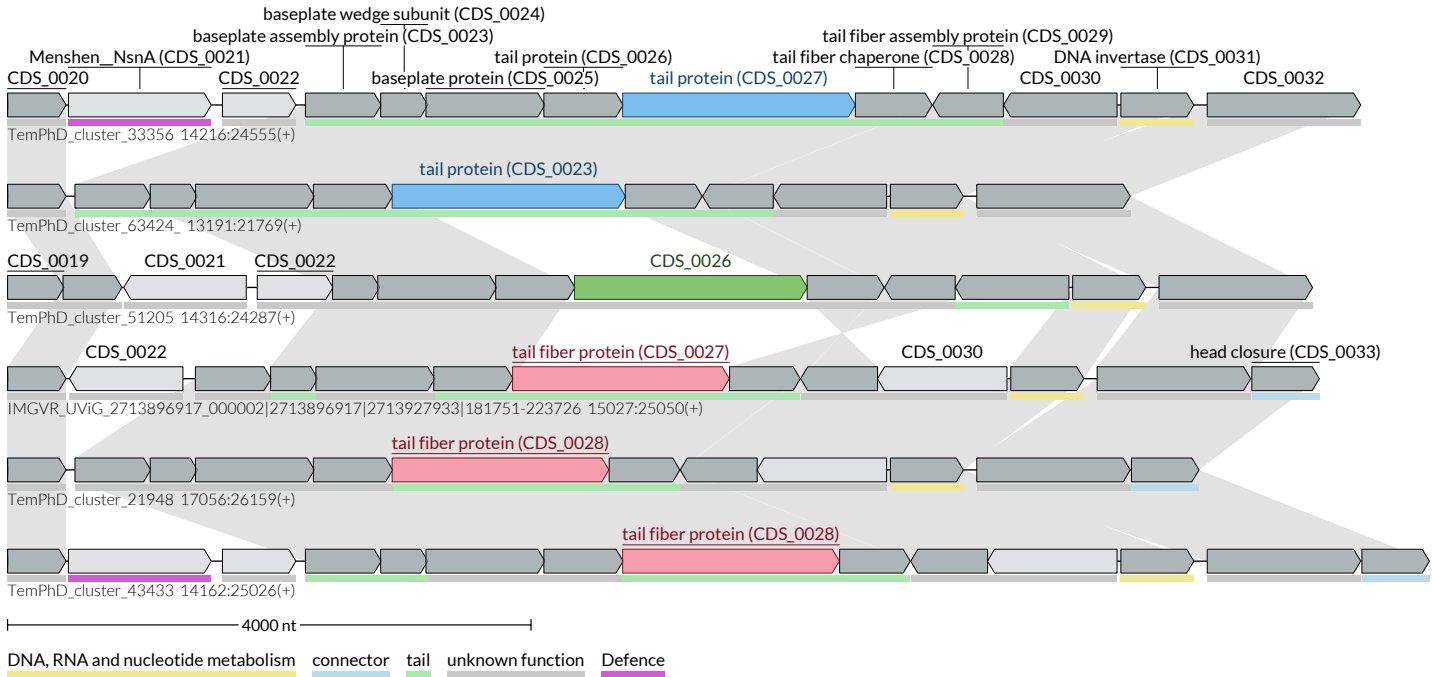 baseplate wedge subunit (CDS_0024)
baseplate assembly protein (CDS_0023) tail fiber assembly protein (CDS_0029)
Menshen__NsnA (CDS_0021) tail protein (CDS_0026) tail fiber chaperone (CDS_0028) DNA invertase (CDS_0031)
CDS_0020 CDS_0022 baseplate protein (CDS_0025) tail protein (CDS_0027) CDS_0030 CDS_0032
TemPhD_cluster_33356 14216:24555(+)
tail protein (CDS_0023)
TemPhD_cluster_63424_ 13191:21769(+)
CDS_0019 CDS_0021 CDS_0022 CDS_0026
TemPhD_cluster_51205 14316:24287(+)
CDS_0022 tail fiber protein (CDS_0027) CDS_0030 head closure (CDS_0033)
IMGVR_UViG_2713896917_000002|2713896917|2713927933|181751-223726 15027:25050(+)
tail fiber protein (CDS_0028)
TemPhD_cluster_21948 17056:26159(+)
tail fiber protein (CDS_0028)
TemPhD_cluster_43433 14162:25026(+)
4000 nt
DNA, RNA and nucleotide metabolism connector tail unknown function Defence